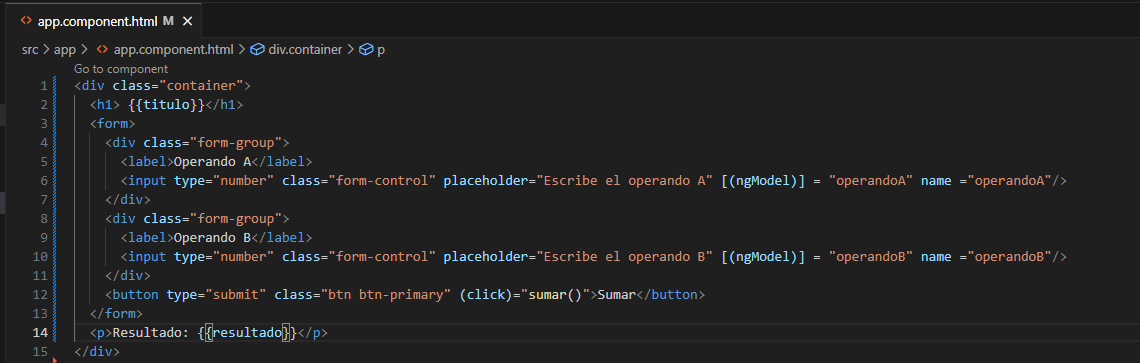 app.component.html M ×
src > app > app.component.html > div.container > p
Go to component
1 <div class="container">
2 <h1> {{titulo}}</h1>
3 <form>
4 <div class="form-group">
5 <label>Operando A</label>
6 <input type="number" class="form-control" placeholder="Escribe el operando A" [(ngModel)] = "operandoA" name ="operandoA"/>
7 </div>
8 <div class="form-group">
9 <label>Operando B</label>
10 <input type="number" class="form-control" placeholder="Escribe el operando B" [(ngModel)] = "operandoB" name ="operandoB"/>
11 </div>
12 <button type="submit" class="btn btn-primary" (click)="sumar()">Sumar</button>
13 </form>
14 <p>Resultado: {{resultado}}</p>
15 </div>